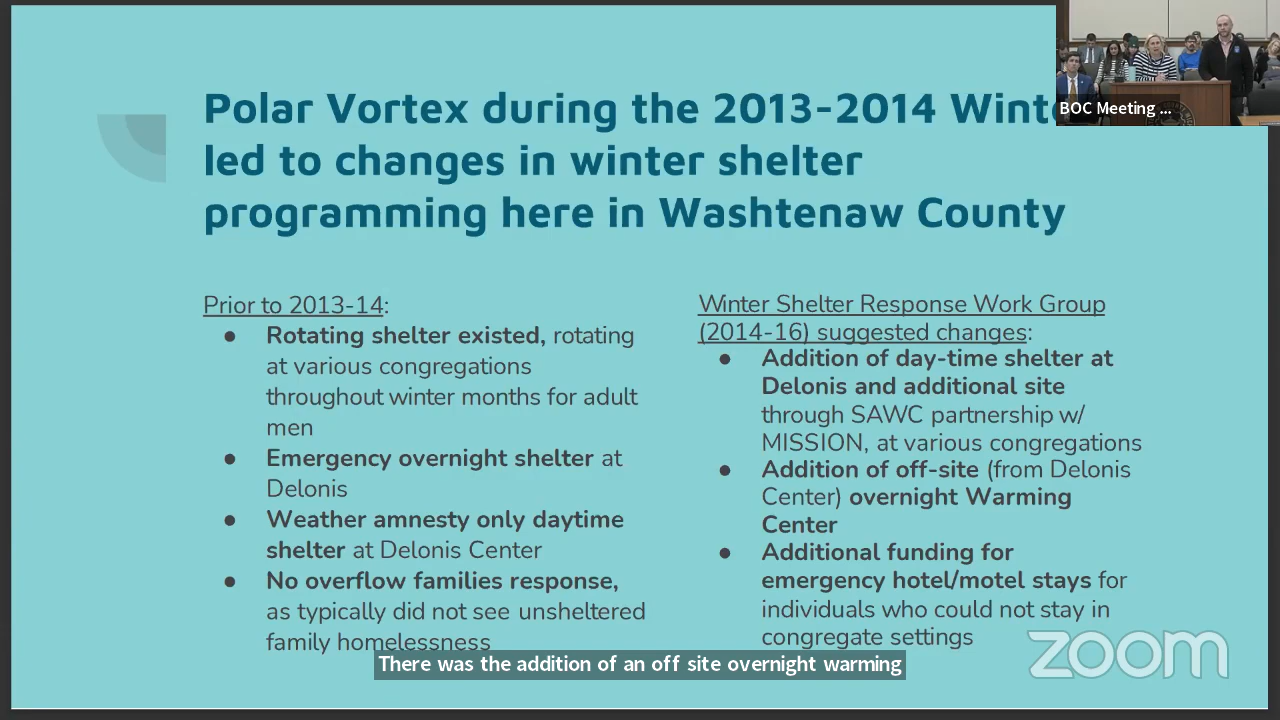 BOC Meeting ...
Polar Vortex during the 2013-2014 Winte
led to changes in winter shelter
programming here in Washtenaw County
Prior to 2013-14:
● Rotating shelter existed, rotating
at various congregations
throughout winter months for adult
men
● Emergency overnight shelter at
Delonis
● Weather amnesty only daytime
shelter at Delonis Center
● No overflow families response,
as typically did not see unsheltered
family homelessness
Winter Shelter Response Work Group
(2014-16) suggested changes:
● Addition of day-time shelter at
Delonis and additional site
through SAWC partnership w/
MISSION, at various congregations
● Addition of off-site (from Delonis
Center) overnight Warming
Center
● Additional funding for
emergency hotel/motel stays for
individuals who could not stay in
congregate settings
zoom
There was the addition of an off site overnight warming